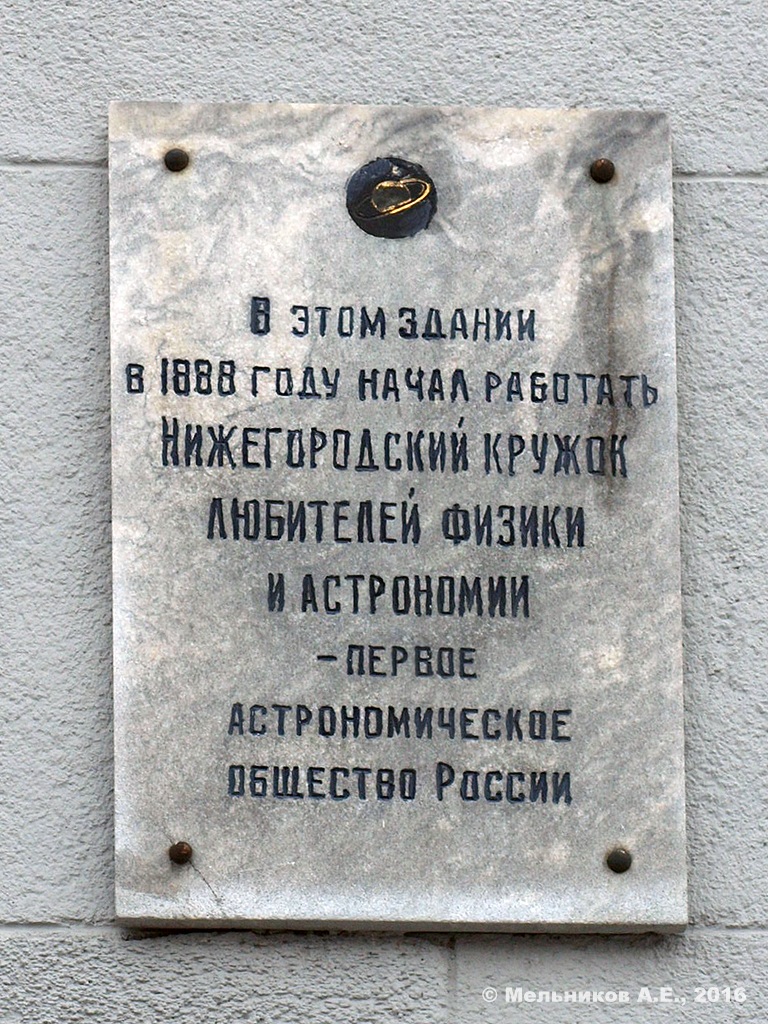 В этом здании
в 1888 году начал работать
Нижегородский кружок
любителей физики
и астрономии
– первое
астрономическое
общество России
© Мельников А.Е., 2016